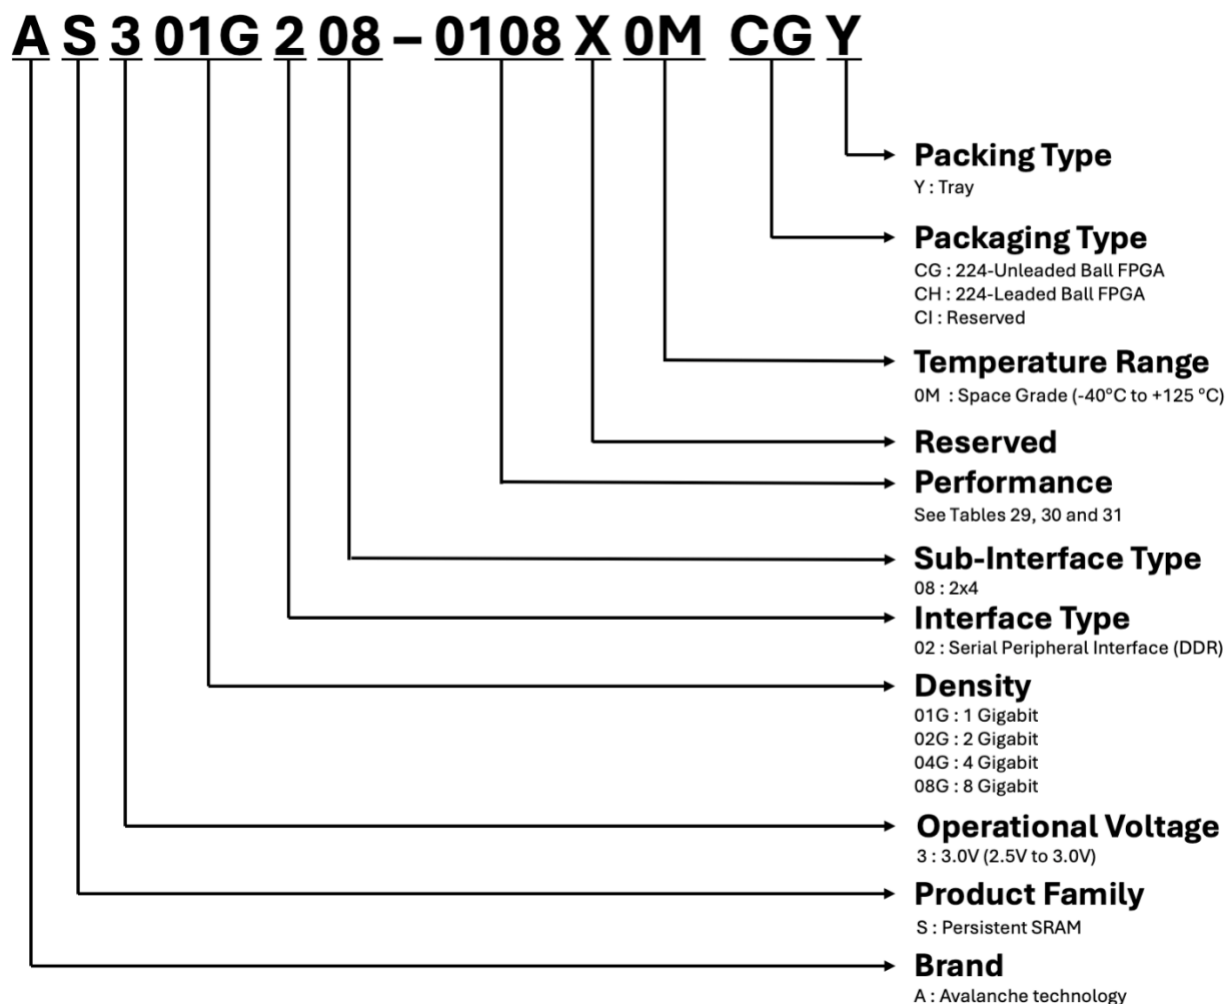 A S 3 01G 2 08 – 0108 X 0M CG Y
Packing Type
Y : Tray
Packaging Type
CG : 224-Unleaded Ball FPGA
CH : 224-Leaded Ball FPGA
CI : Reserved
Temperature Range
0M : Space Grade (-40°C to +125 °C)
Reserved
Performance
See Tables 29, 30 and 31
Sub-Interface Type
08 : 2x4
Interface Type
02 : Serial Peripheral Interface (DDR)
Density
01G : 1 Gigabit
02G : 2 Gigabit
04G : 4 Gigabit
08G : 8 Gigabit
Operational Voltage
3 : 3.0V (2.5V to 3.0V)
Product Family
S : Persistent SRAM
Brand
A : Avalanche technology